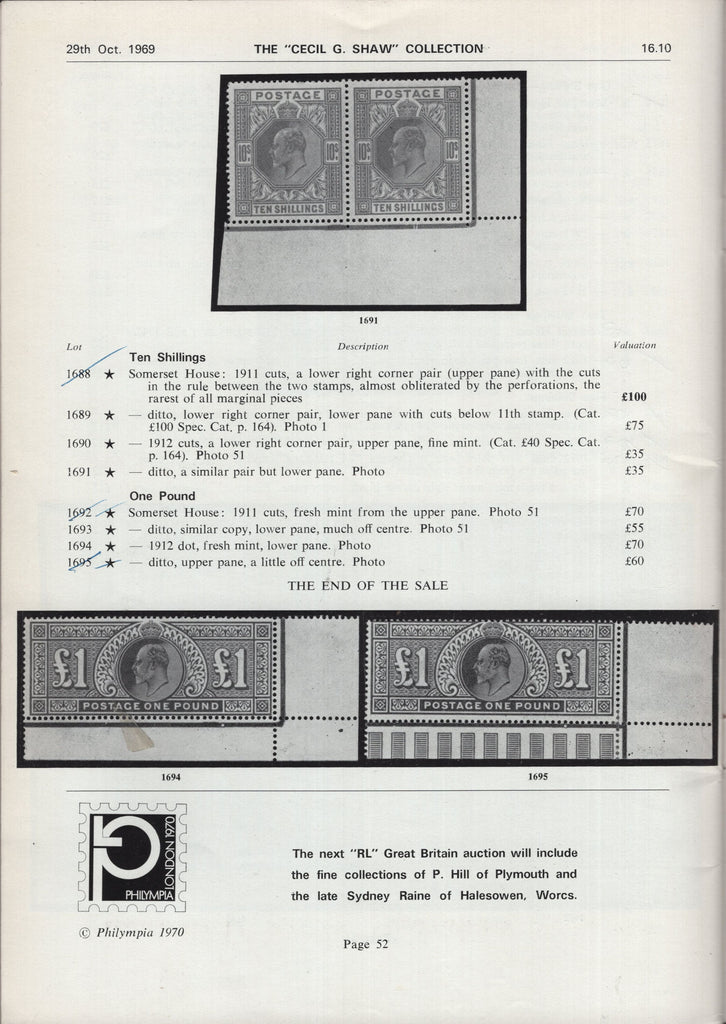 29th Oct. 1969 THE "CECIL G. SHAW" COLLECTION 16.10
POSTAGE POSTAGE
10S 10S 10S 10S
TEN SHILLINGS TEN SHILLINGS
1691
Lot Description Valuation
Ten Shillings
1688 ★ Somerset House: 1911 cuts, a lower right corner pair (upper pane) with the cuts
in the rule between the two stamps, almost obliterated by the perforations, the
rarest of all marginal pieces £100
1689 ★ — ditto, lower right corner pair, lower pane with cuts below 11th stamp. (Cat.
£100 Spec. Cat. p. 164). Photo 1 £75
1690 ★ — 1912 cuts, a lower right corner pair, upper pane, fine mint. (Cat. £40 Spec. Cat.
p. 164). Photo 51 £35
1691 ★ — ditto, a similar pair but lower pane. Photo £35
One Pound
1692 ★ Somerset House: 1911 cuts, fresh mint from the upper pane. Photo 51 £70
1693 ★ — ditto, similar copy, lower pane, much off centre. Photo 51 £55
1694 ★ — 1912 dot, fresh mint, lower pane. Photo £70
1695 ★ — ditto, upper pane, a little off centre. Photo £60
THE END OF THE SALE
£1 £1 £1 £1
POSTAGE ONE POUND POSTAGE ONE POUND
1694 1695
PHILYMPIA
LONDON 1970
The next "RL" Great Britain auction will include
the fine collections of P. Hill of Plymouth and
the late Sydney Raine of Halesowen, Worcs.
© Philympia 1970
Page 52